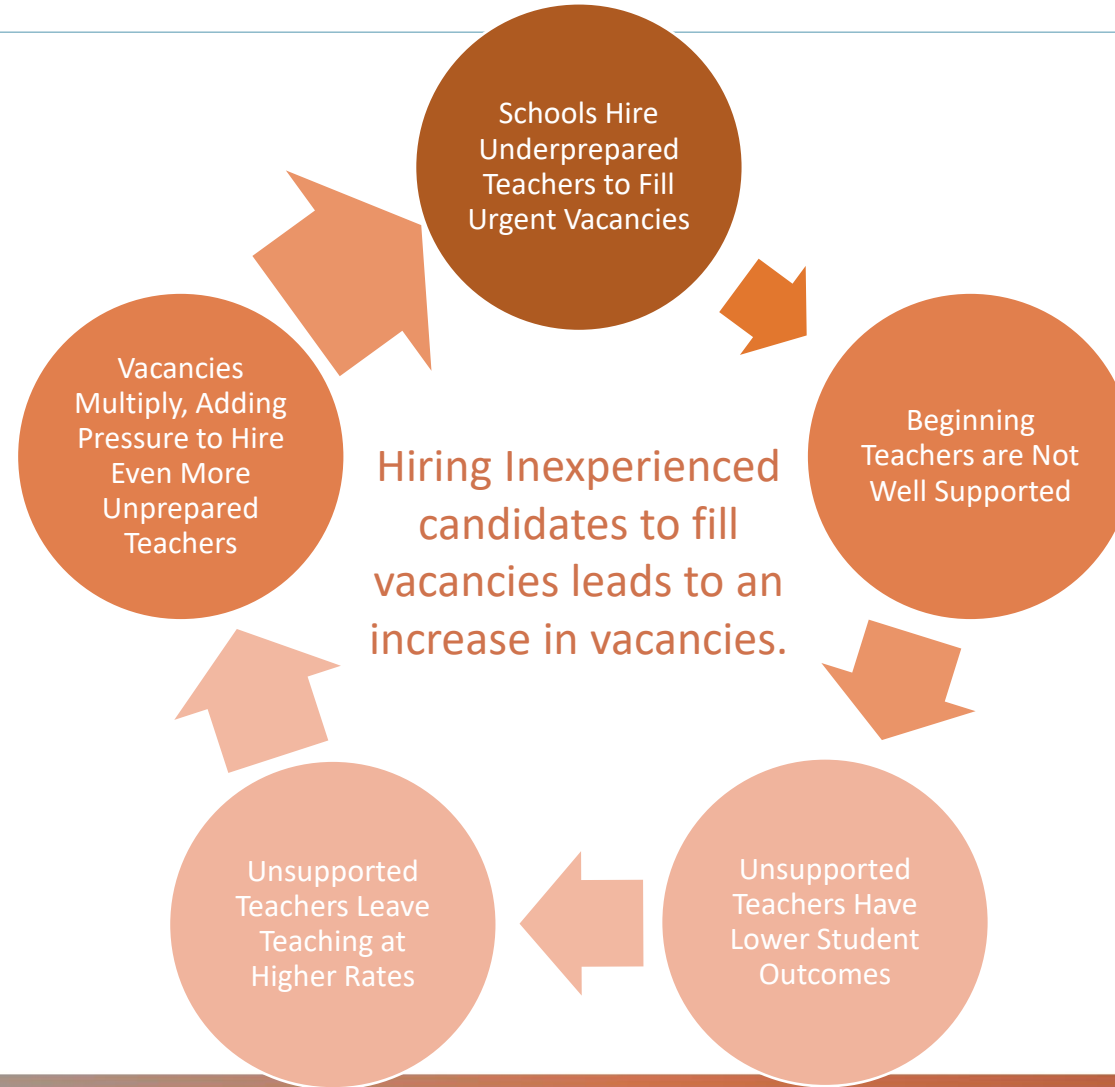 Schools Hire
Underprepared
Teachers to Fill
Urgent Vacancies
Beginning
Teachers are Not
Well Supported
Unsupported
Teachers Have
Lower Student
Outcomes
Unsupported
Teachers Leave
Teaching at
Higher Rates
Vacancies
Multiply, Adding
Pressure to Hire
Even More
Unprepared
Teachers
Hiring Inexperienced
candidates to fill
vacancies leads to an
increase in vacancies.